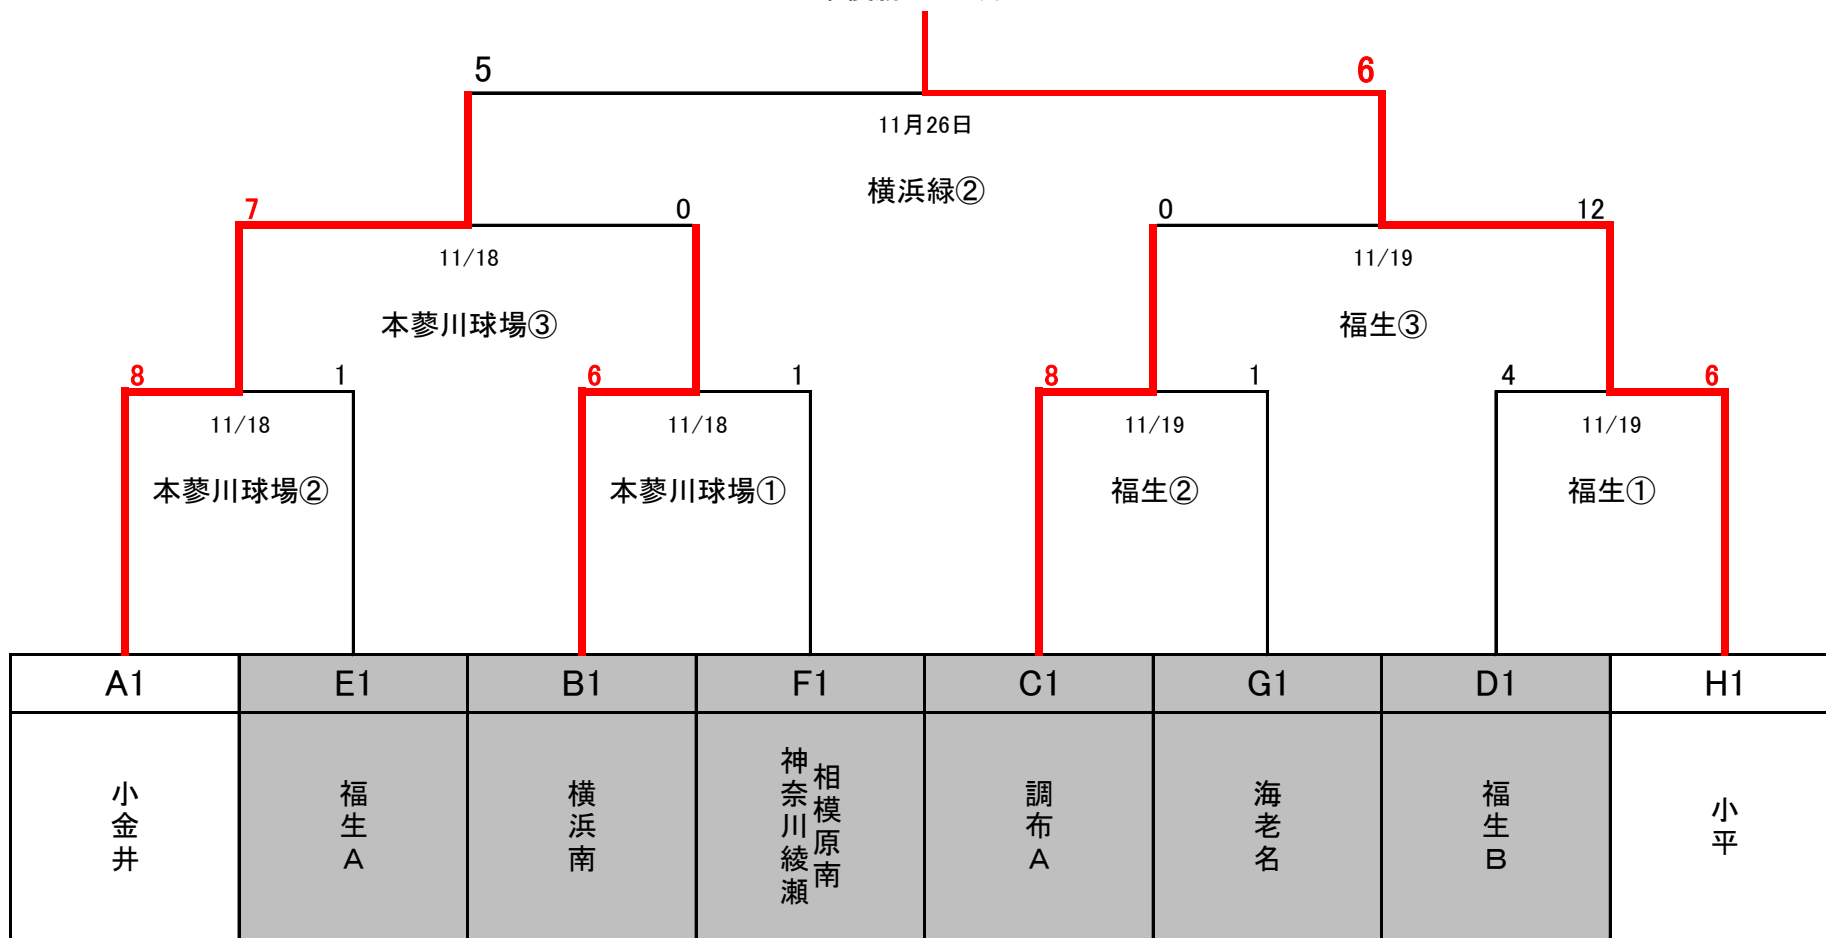 5
6
11月26日
横浜緑②
7
0
0
12
11/18
11/19
本蓼川球場③
福生③
8
1
6
1
8
1
4
6
11/18
11/18
11/19
11/19
本蓼川球場②
本蓼川球場①
福生②
福生①
A1
E1
B1
F1
C1
G1
D1
H1
小金井
福生A
横浜南
相模原南
神奈川綾瀬
調布A
海老名
福生B
小平